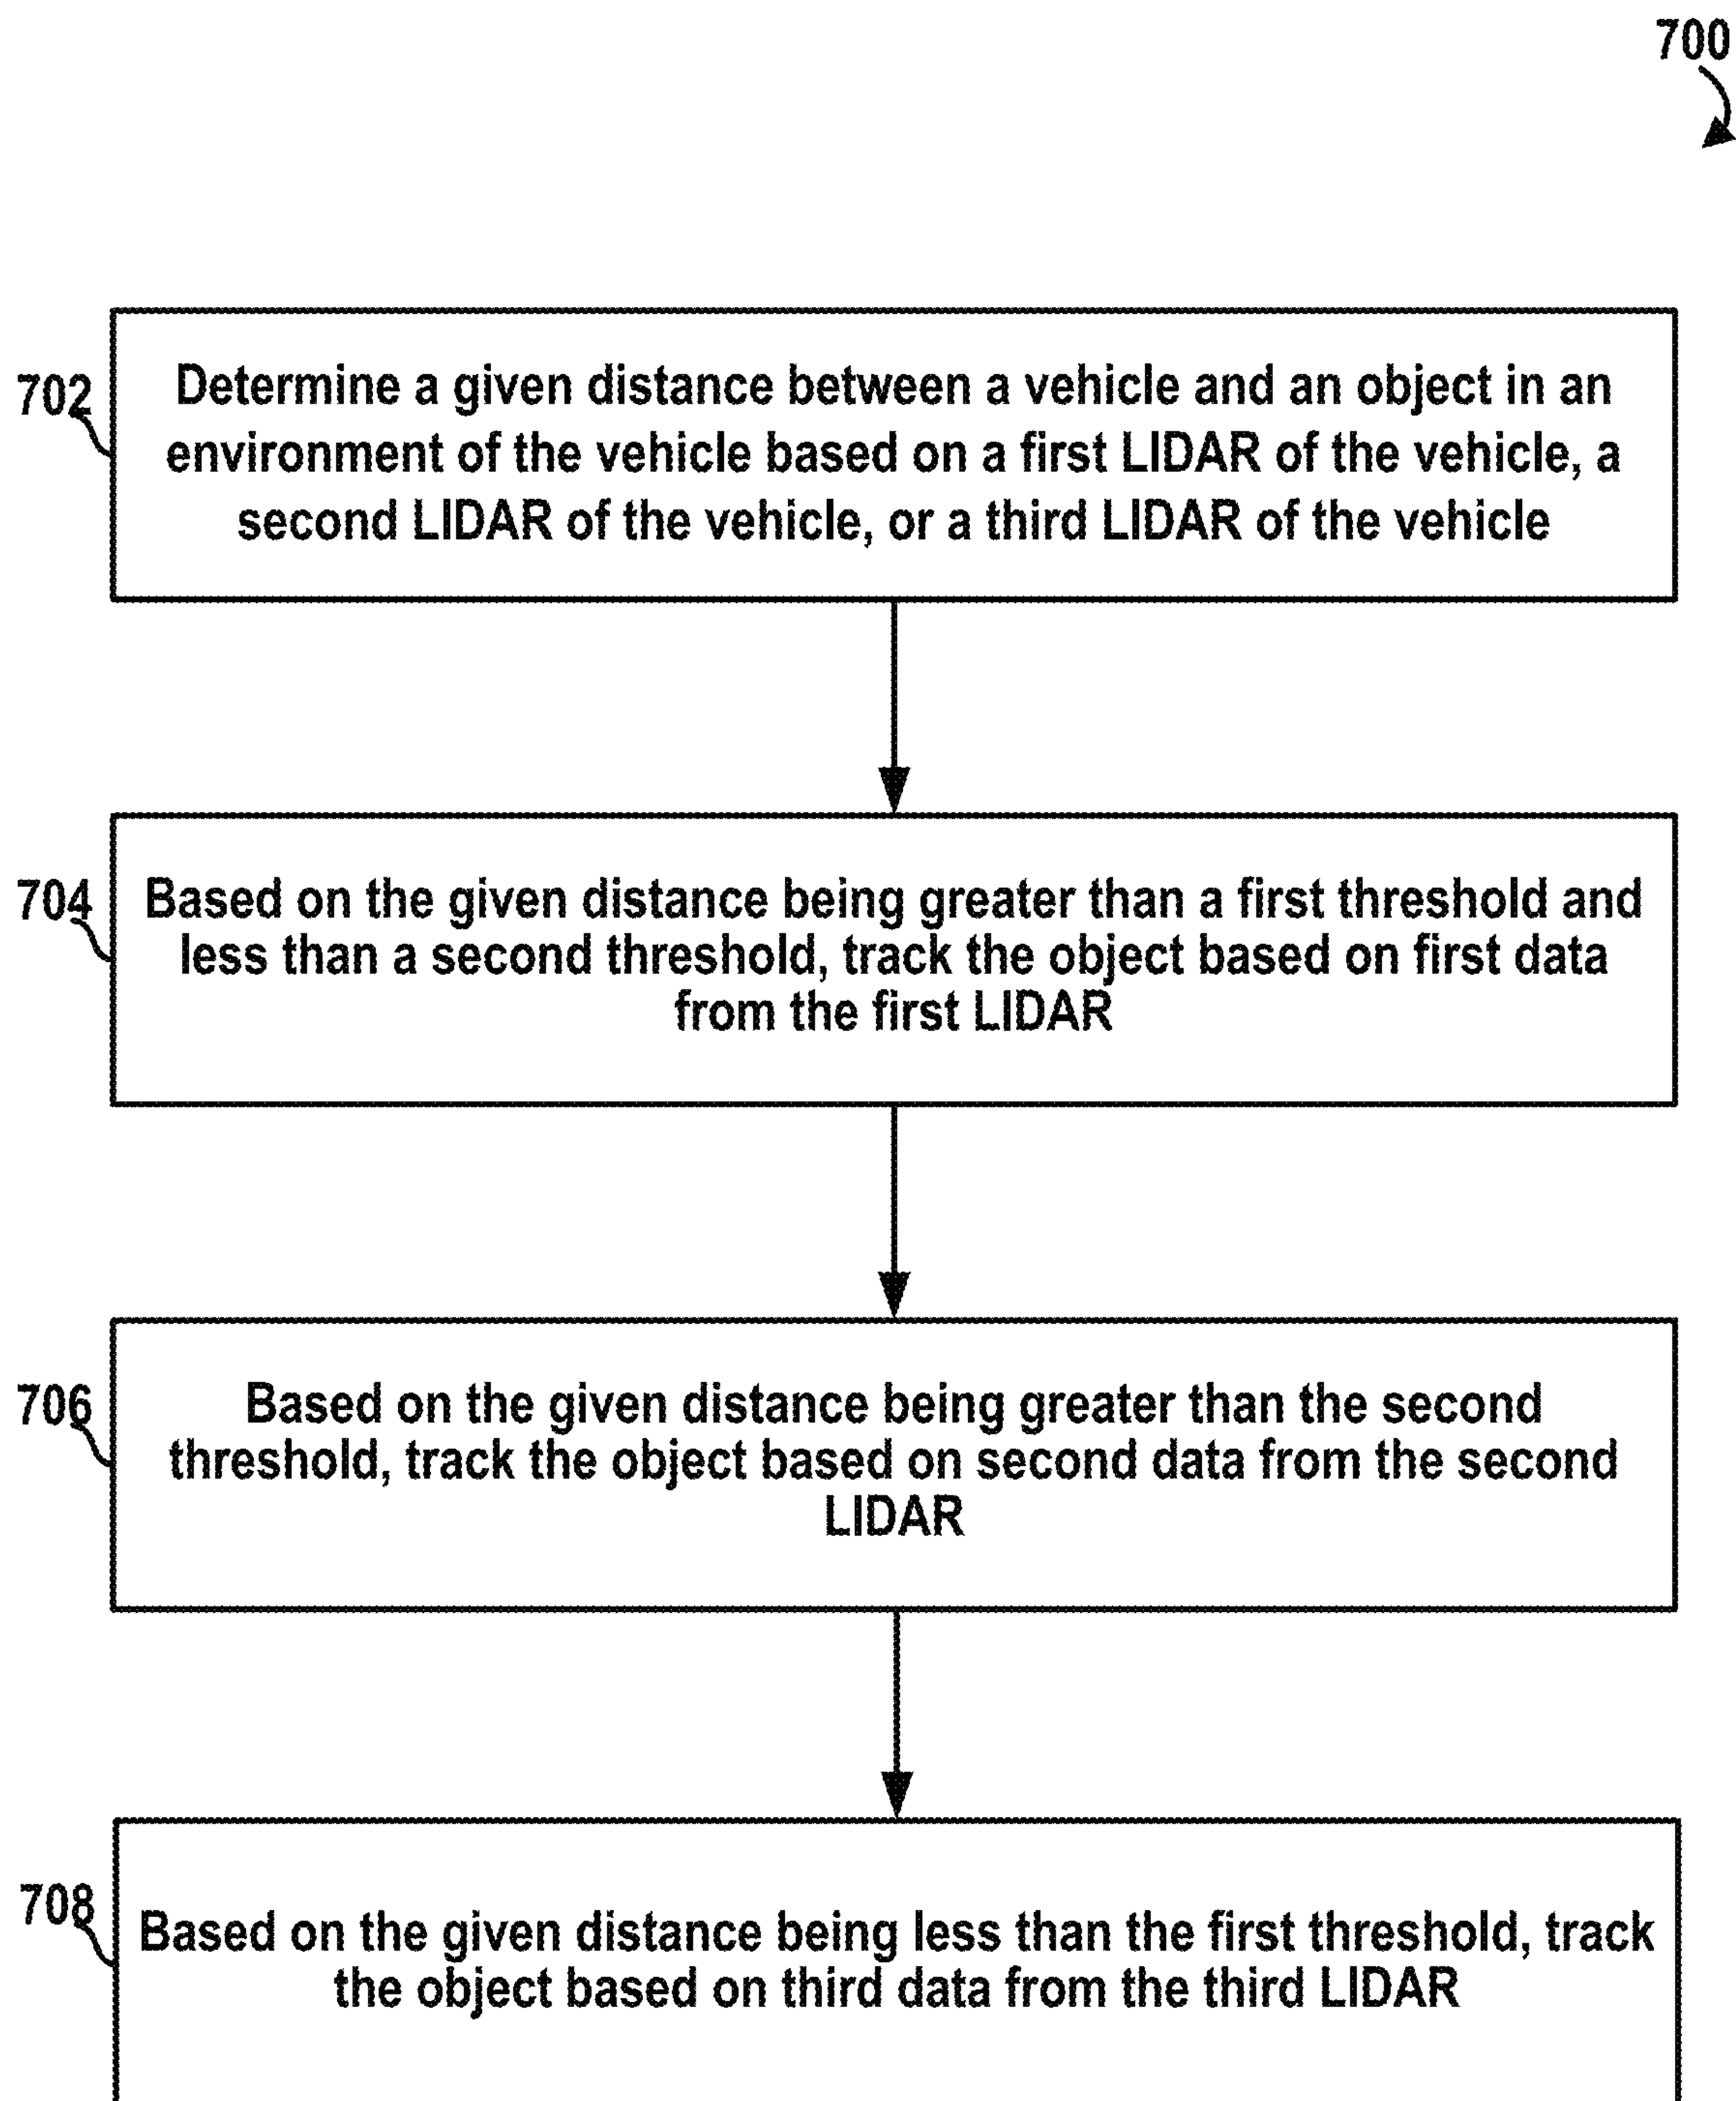 700
702
Determine a given distance between a vehicle and an object in an
environment of the vehicle based on a first LIDAR of the vehicle, a
second LIDAR of the vehicle, or a third LIDAR of the vehicle
704
Based on the given distance being greater than a first threshold and
less than a second threshold, track the object based on first data
from the first LIDAR
706
Based on the given distance being greater than the second
threshold, track the object based on second data from the second
LIDAR
708
Based on the given distance being less than the first threshold, track
the object based on third data from the third LIDAR